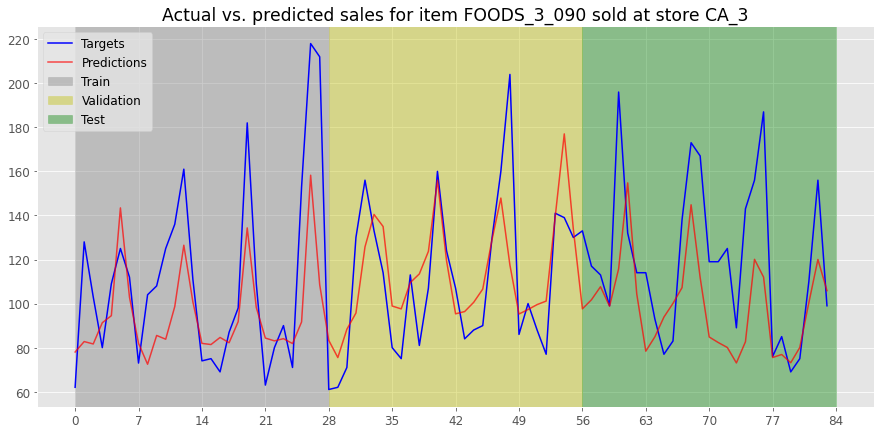 Actual vs. predicted sales for item FOODS_3_090 sold at store CA_3
Targets
Predictions
Train
Validation
Test
220
200
180
160
140
120
100
80
60
0 7 14 21 28 35 42 49 56 63 70 77 84